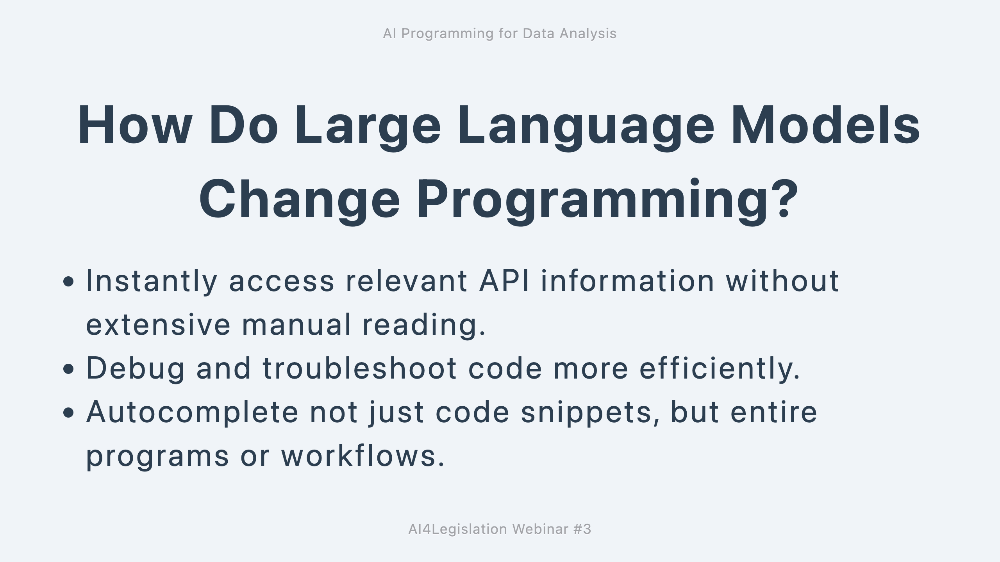 AI Programming for Data Analysis
How Do Large Language Models
Change Programming?
• Instantly access relevant API information without
extensive manual reading.
• Debug and troubleshoot code more efficiently.
• Autocomplete not just code snippets, but entire
programs or workflows.
AI4Legislation Webinar #3